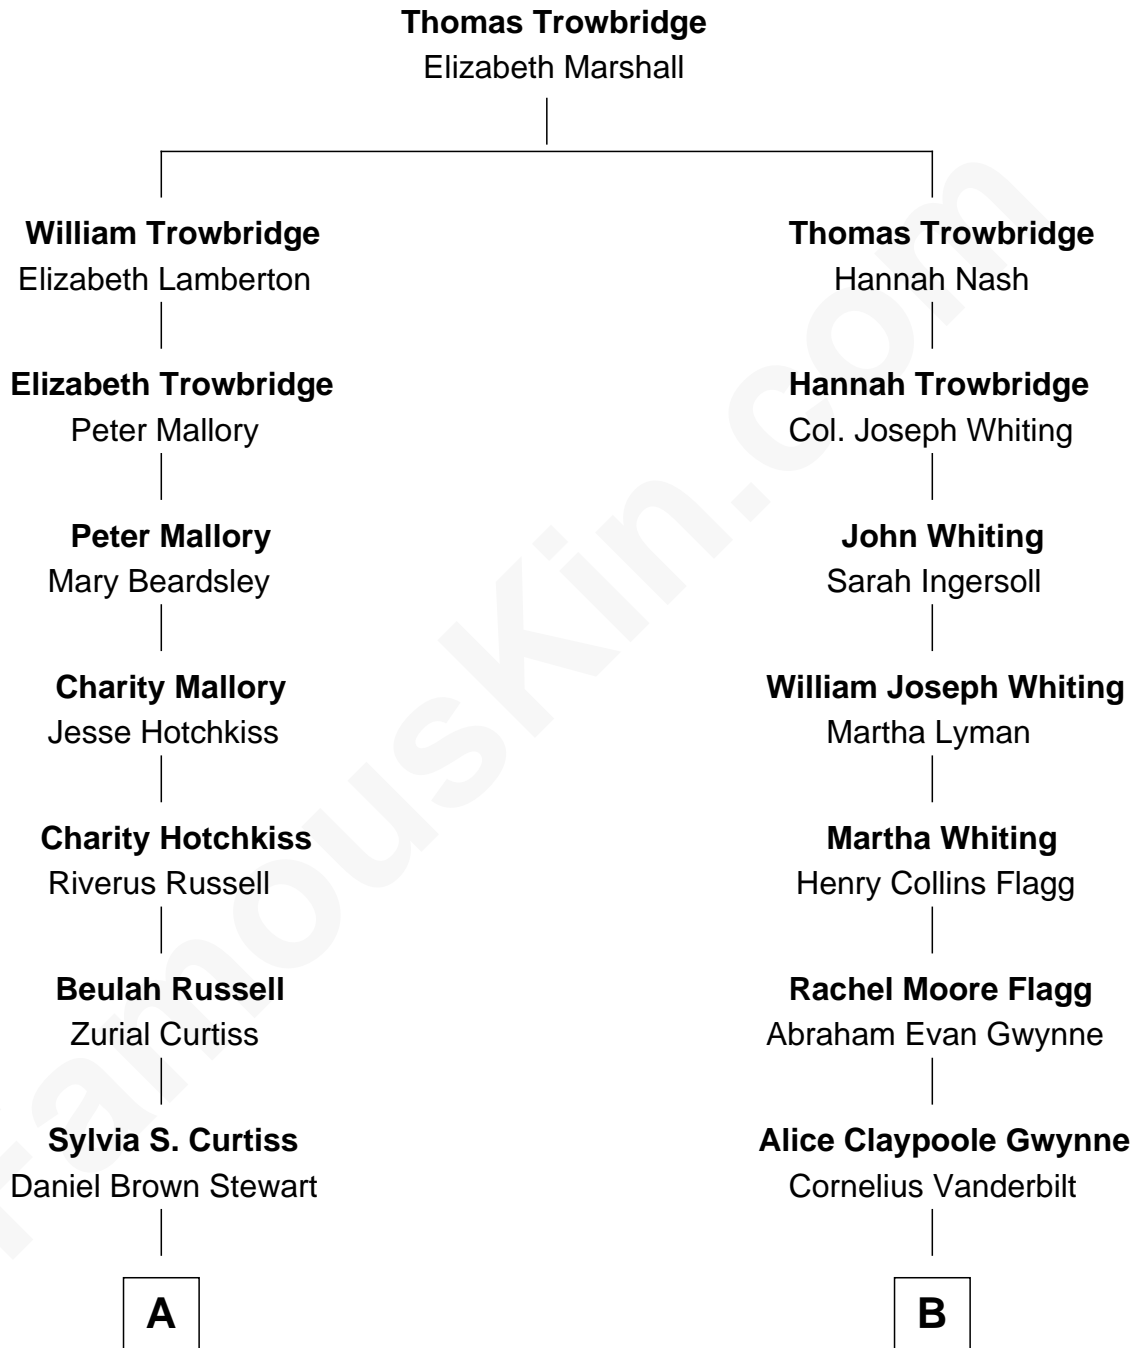 Thomas Trowbridge
Elizabeth Marshall
William Trowbridge
Elizabeth Lamberton
Thomas Trowbridge
Hannah Nash
Elizabeth Trowbridge
Peter Mallory
Hannah Trowbridge
Col. Joseph Whiting
Peter Mallory
Mary Beardsley
John Whiting
Sarah Ingersoll
Charity Mallory
Jesse Hotchkiss
William Joseph Whiting
Martha Lyman
Charity Hotchkiss
Riverus Russell
Martha Whiting
Henry Collins Flagg
Beulah Russell
Zurial Curtiss
Rachel Moore Flagg
Abraham Evan Gwynne
Sylvia S. Curtiss
Daniel Brown Stewart
Alice Claypoole Gwynne
Cornelius Vanderbilt
A
B
FamousKin.com